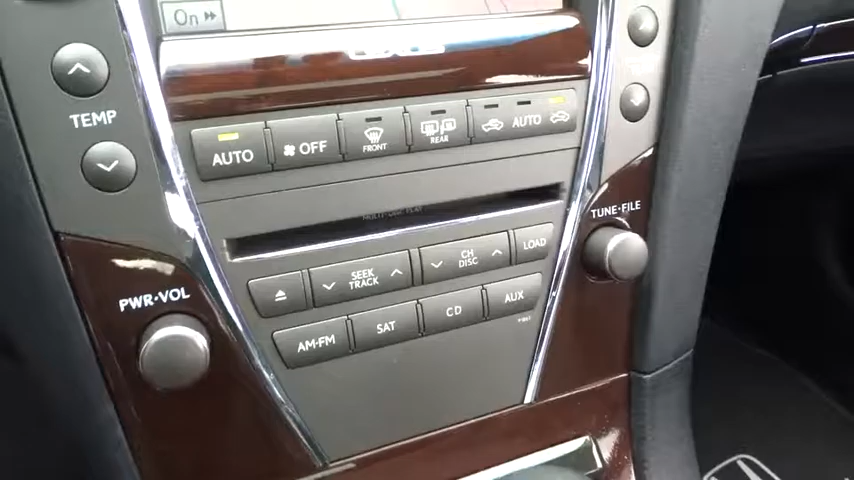 On
TEMP
AUTO
OFF
FRONT
REAR
AUTO
TUNE·FILE
SEEK
TRACK
CH
DISC
LOAD
PWR·VOL
AM·FM
SAT
CD
AUX